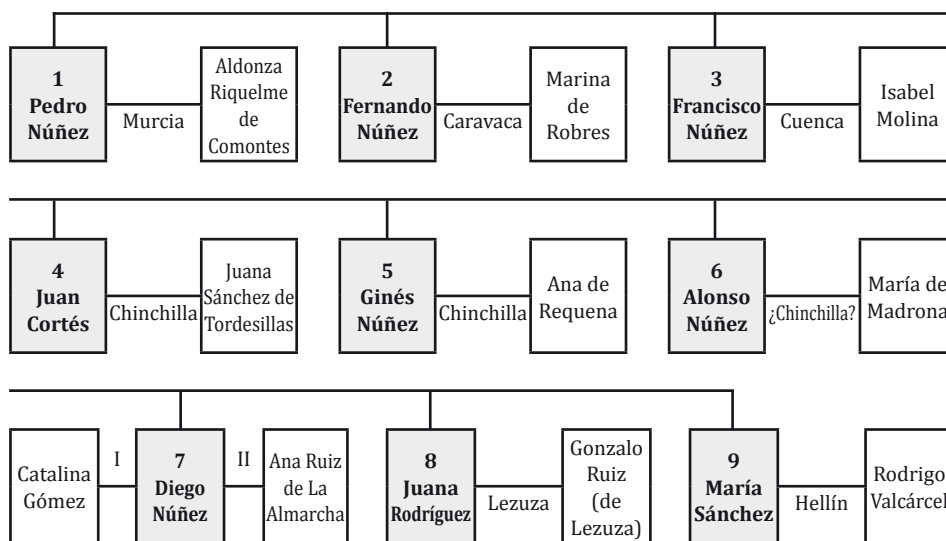 1
Pedro
Núñez
Murcia
Aldonza
Riquelme
de
Comontes
2
Fernando
Núñez
Caravaca
Marina
de
Robres
3
Francisco
Núñez
Cuenca
Isabel
Molina
4
Juan
Cortés
Chinchilla
Juana
Sánchez de
Tordesillas
5
Ginés
Núñez
Chinchilla
Ana de
Requena
6
Alonso
Núñez
¿Chinchilla?
María de
Madrona
Catalina
Gómez
I
7
Diego
Núñez
II
Ana Ruiz
de La
Almarcha
8
Juana
Rodríguez
Lezuza
Gonzalo
Ruiz
(de
Lezuza)
9
María
Sánchez
Hellín
Rodrigo
Valcárcel